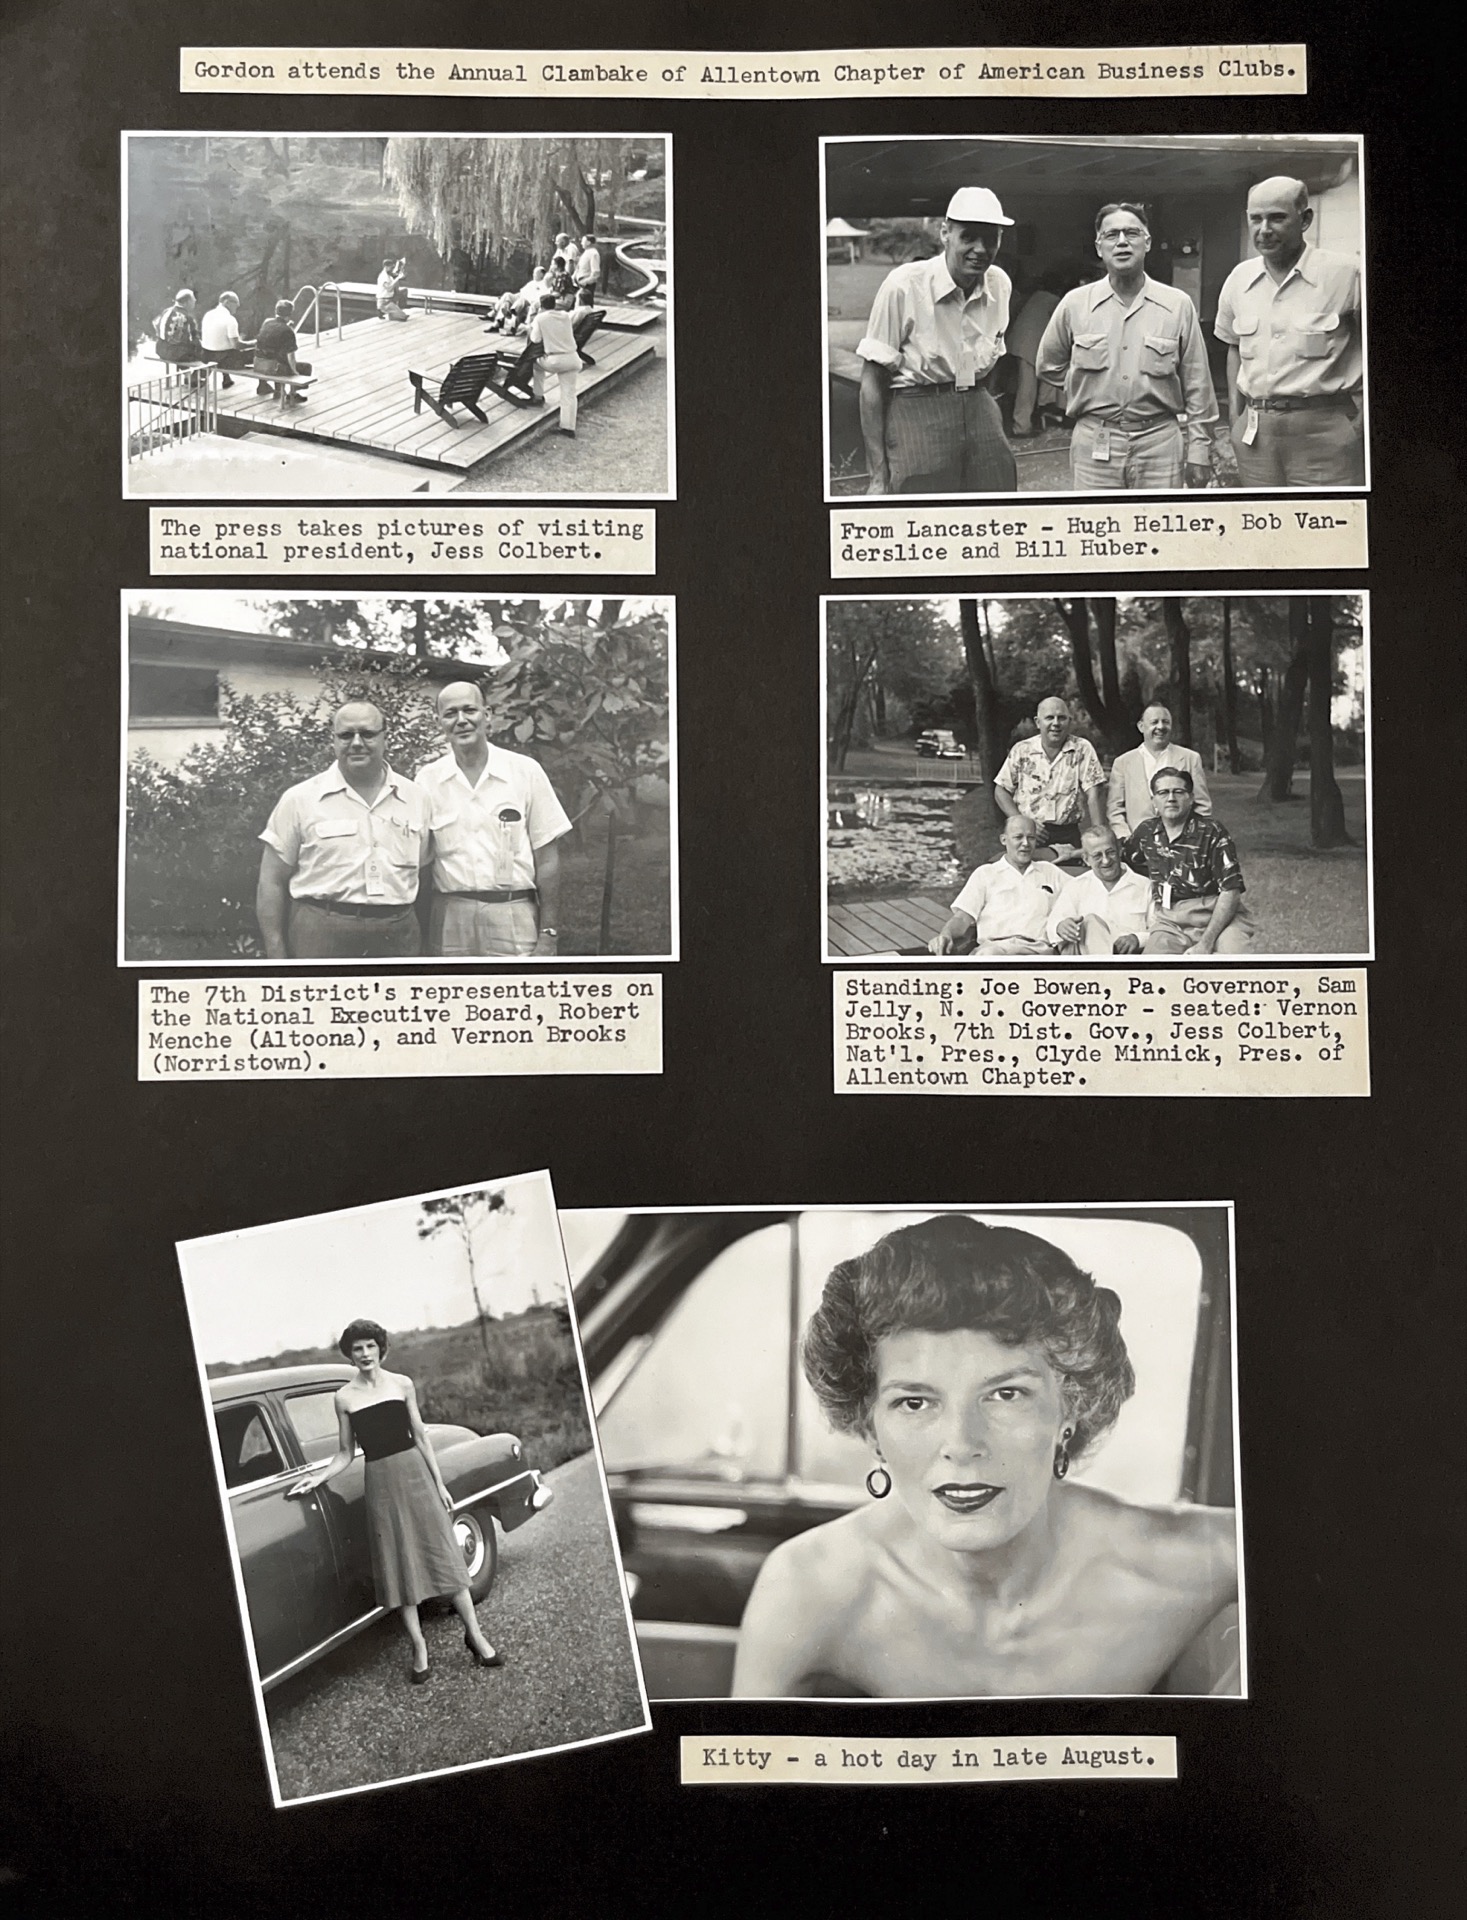 Gordon attends the Annual Clambake of Allentown Chapter of American Business Clubs.
The press takes pictures of visiting
national president, Jess Colbert.
From Lancaster - Hugh Heller, Bob Van-
derslice and Bill Huber.
The 7th District's representatives on
the National Executive Board, Robert
Menche (Altoona), and Vernon Brooks
(Norristown).
Standing: Joe Bowen, Pa. Governor, Sam
Jelly, N. J. Governor - seated: Vernon
Brooks, 7th Dist. Gov., Jess Colbert,
Nat'l. Pres., Clyde Minnick, Pres. of
Allentown Chapter.
Kitty - a hot day in late August.